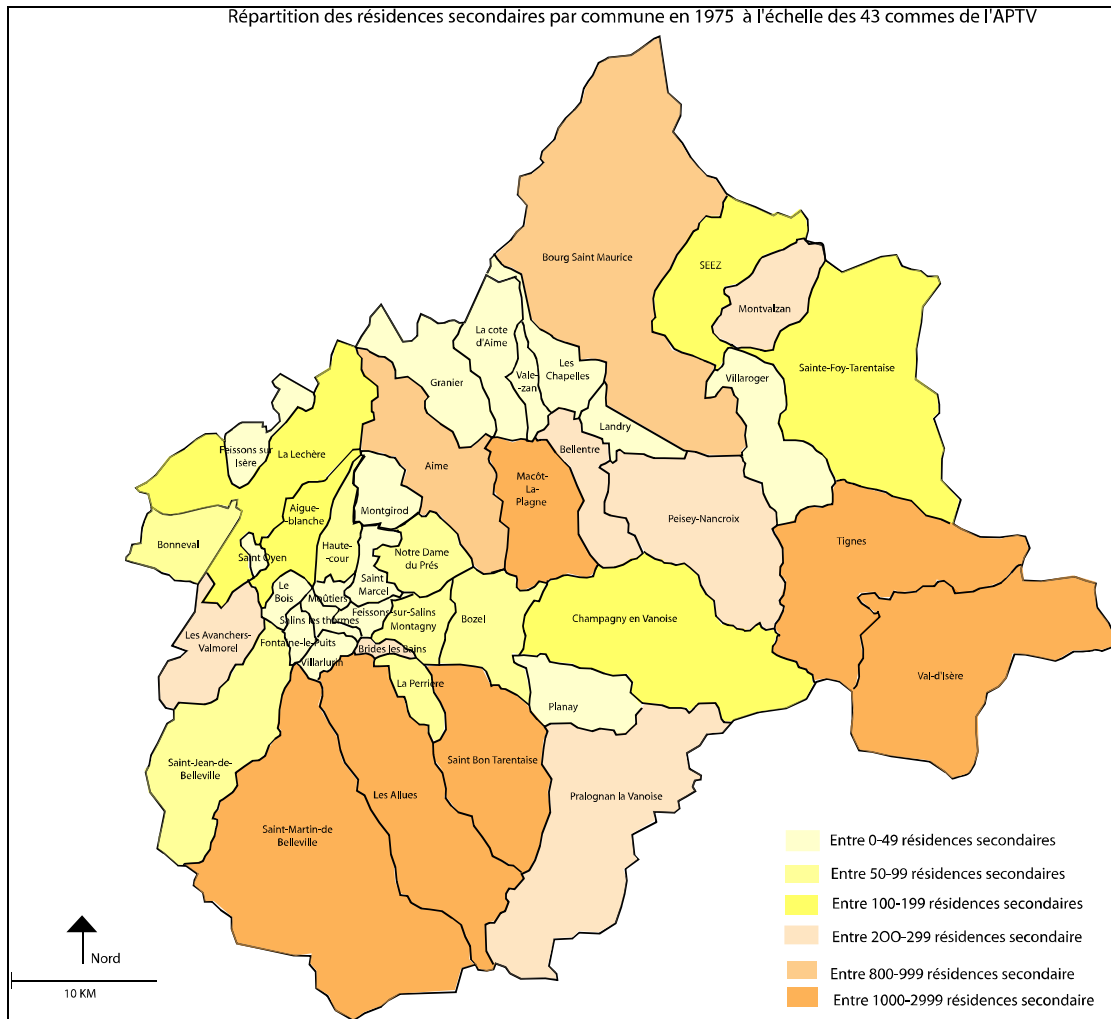 Répartition des résidences secondaires par commune en 1975 à l'échelle des 43 commes de l'APTV
Bourg Saint Maurice
SEEZ
Montvalzan
La cote
d'Aime
Les
Chapelles
Vale-
zan
Granier
Villaroger
Sainte-Foy-Tarentaise
Landry
Feissons sur
Isère
La Lechère
Bellentre
Aime
Macôt-
La-
Plagne
Aigue-
blanche
Montgirod
Peisey-Nancroix
Bonneval
Haute-
cour
Notre Dame
du Prés
Tignes
Saint Oyen
Saint
Marcel
Le
Bois
Moûtiers
Feissons-sur-Salins
Salins les thermes
Montagny
Bozel
Champagny en Vanoise
Les Avanchers-
Valmorel
Fontaine-le-Puits
Brides les Bains
Villarlurin
La Perrière
Val-d'Isère
Planay
Saint-Jean-de-
Belleville
Saint Bon Tarentaise
Les Allues
Pralognan la Vanoise
Saint-Martin-de
Belleville
Entre 0-49 résidences secondaires
Entre 50-99 résidences secondaires
Entre 100-199 résidences secondaires
Entre 2OO-299 résidences secondaire
Entre 800-999 résidences secondaire
Entre 1000-2999 résidences secondaire
Nord
10 KM